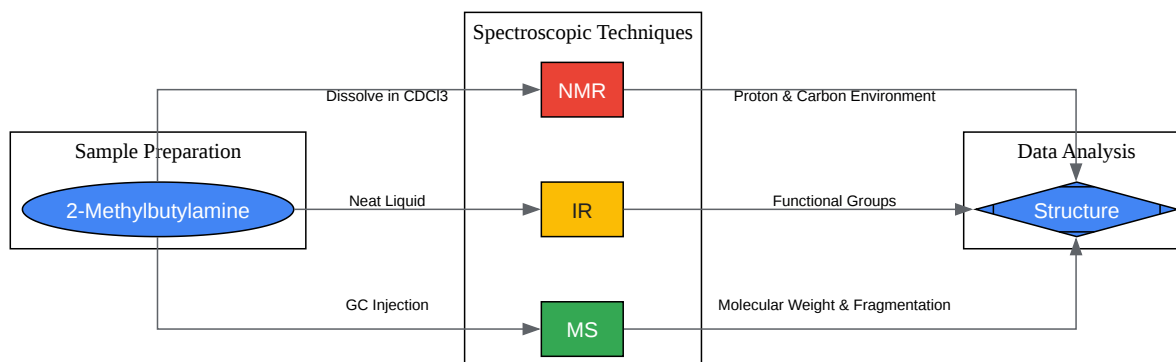 Spectroscopic Techniques
NMR
Dissolve in CDCl3
Proton & Carbon Environment
Sample Preparation
Data Analysis
2-Methylbutylamine
Neat Liquid
IR
Functional Groups
Structure
GC Injection
MS
Molecular Weight & Fragmentation